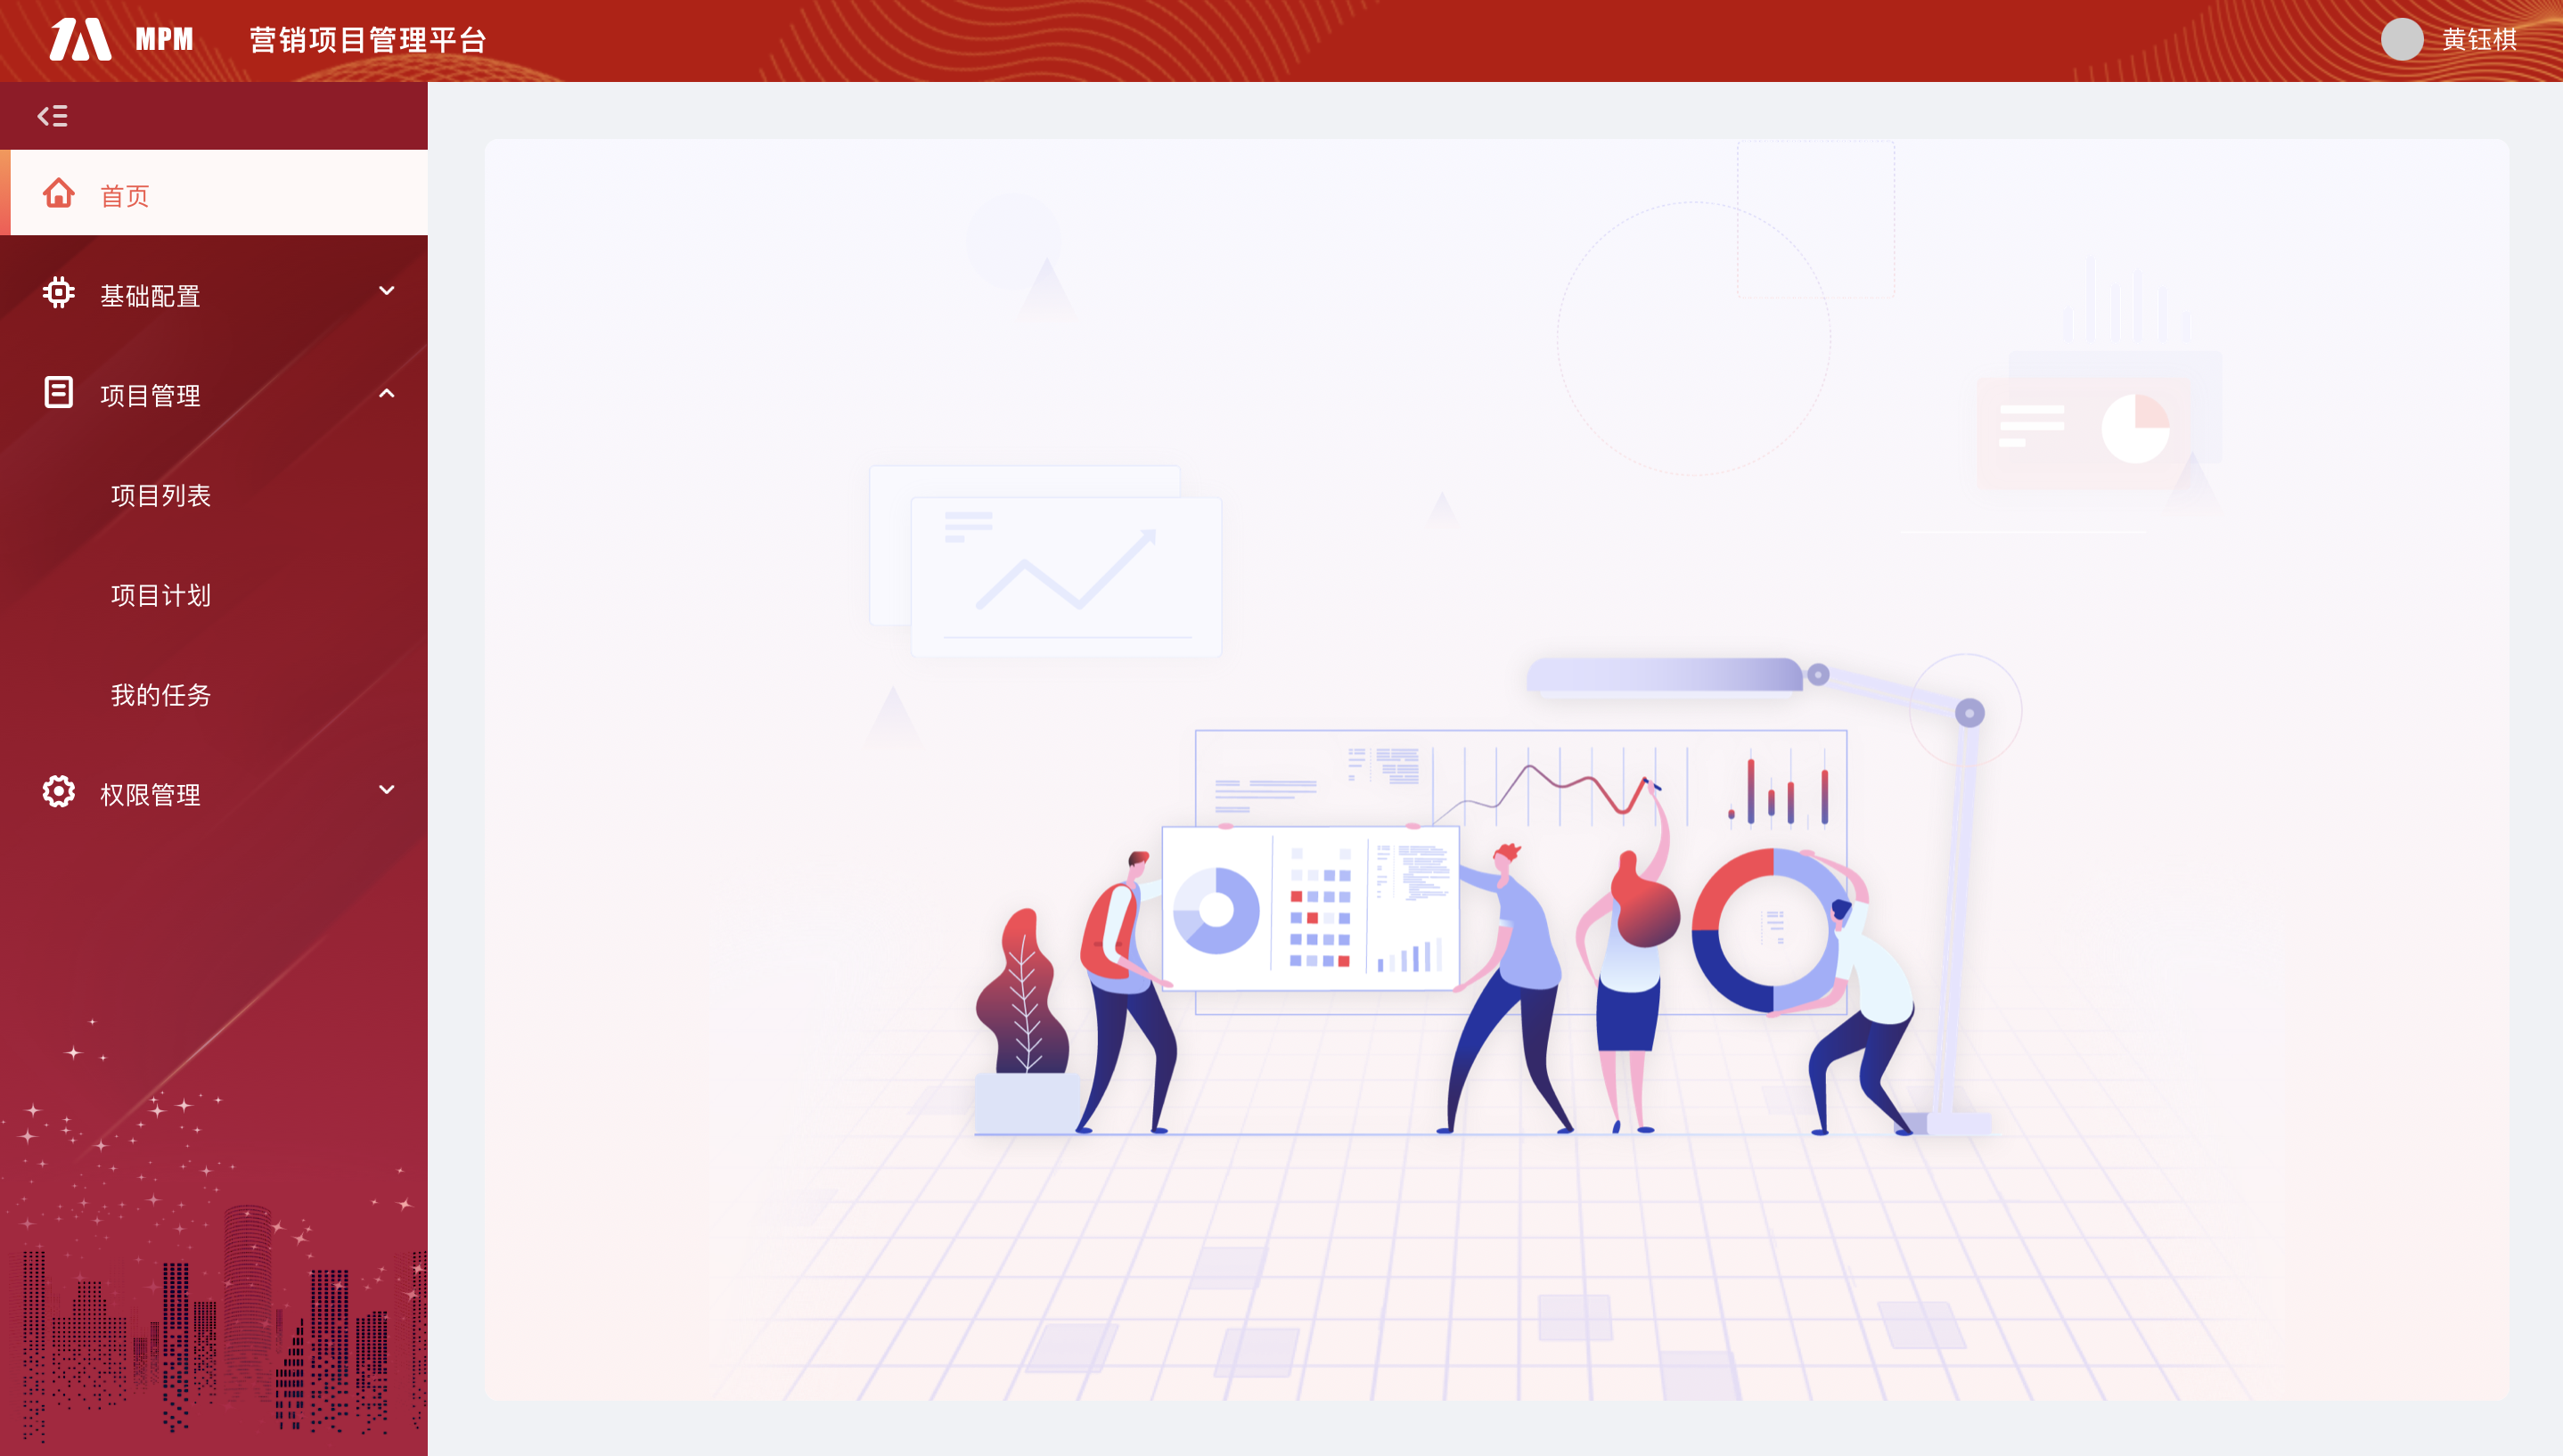 MPM 营销项目管理平台
黄钰棋
首页
基础配置
项目管理
项目列表
项目计划
我的任务
权限管理